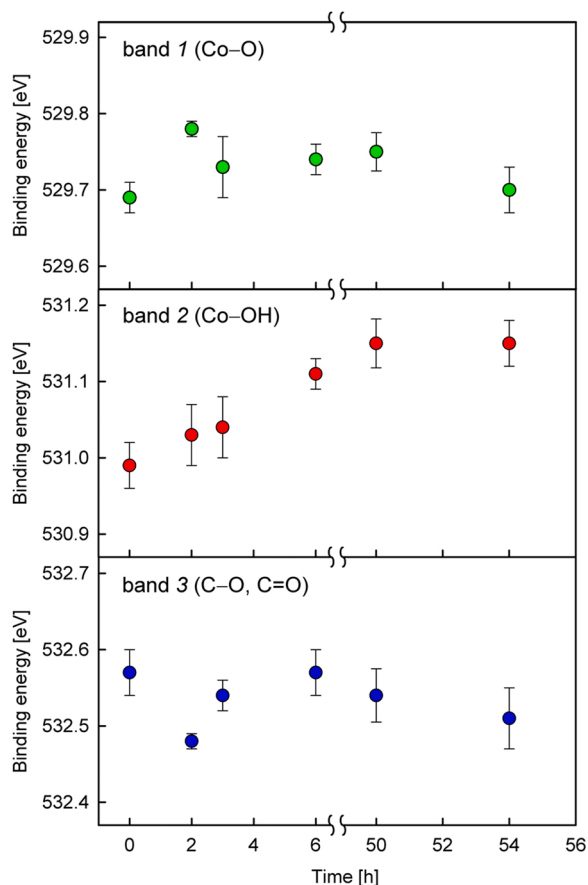 band 1 (Co–O)
Binding energy [eV]
529.9
529.8
529.7
529.6
band 2 (Co–OH)
Binding energy [eV]
531.2
531.1
531.0
530.9
band 3 (C–O, C=O)
Binding energy [eV]
532.7
532.6
532.5
532.4
0 2 4 6 50 52 54 56
Time [h]